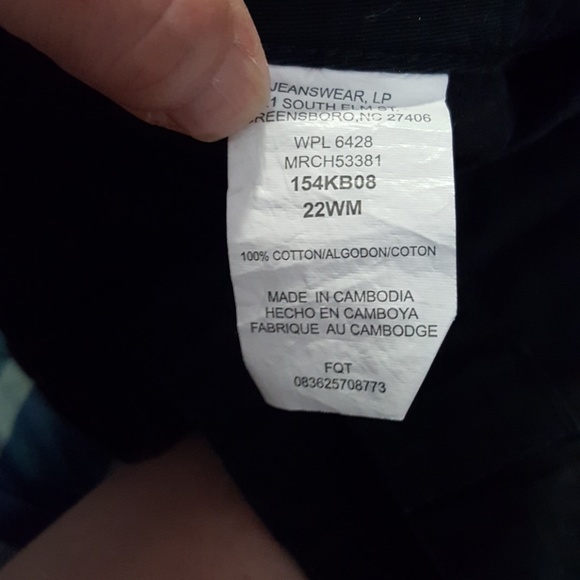 JEANSWEAR, LP
1 SOUTH ELM ST.
REENSBORO, NC 27406
WPL 6428
MRCH53381
154KB08
22WM
100% COTTON/ALGODON/COTON
MADE IN CAMBODIA
HECHO EN CAMBOYA
FABRIQUE AU CAMBODGE
FQT
083625708773